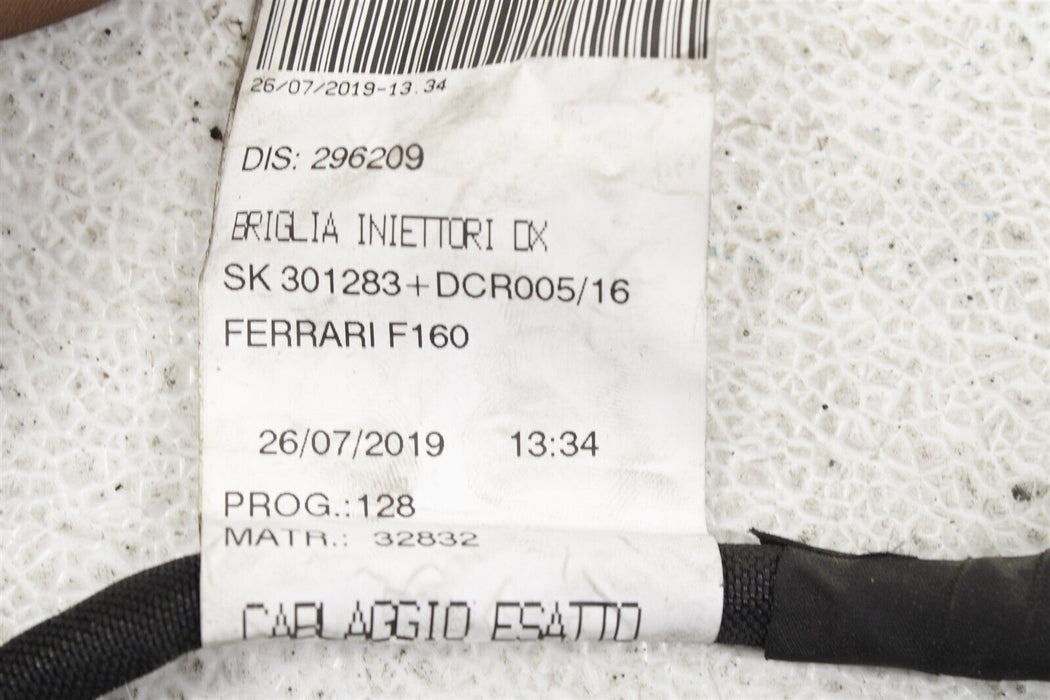 26/07/2019-13.34
DIS: 296209
BRIGLIA INIETTORI DX
SK 301283+DCR005/16
FERRARI F160
26/07/2019 13:34
PROG.:128
MATR.: 32832
CABLAGGIO ESATTO